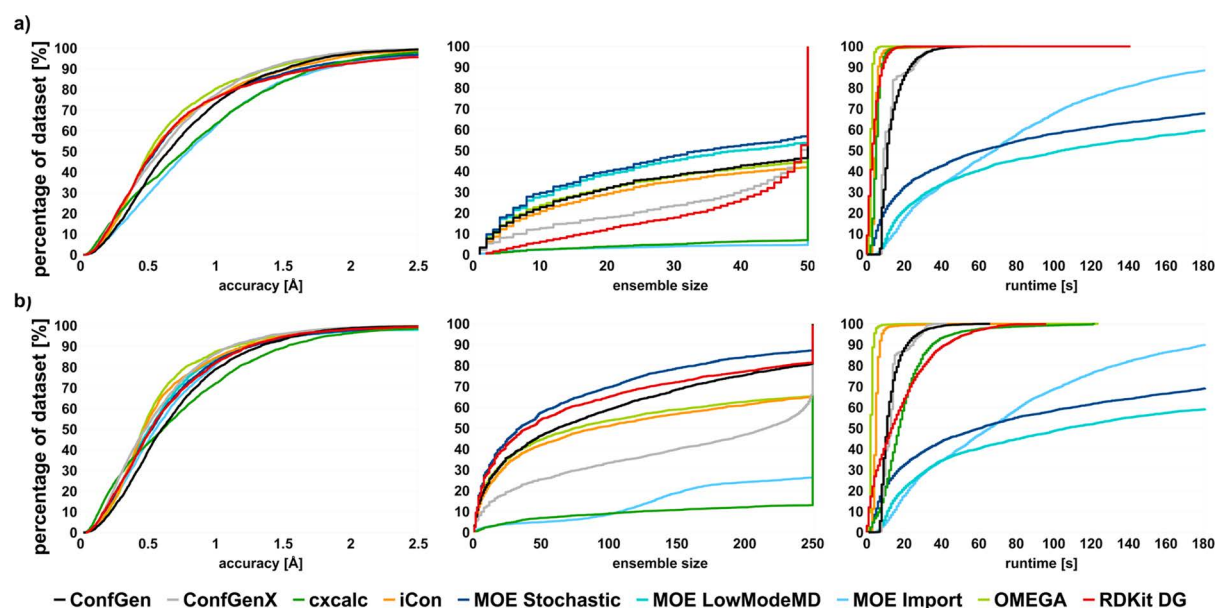 a)
percentage of dataset [%]
100 90 80 70 60 50 40 30 20 10 0
0 0.5 1 1.5 2 2.5
accuracy [Å]
100 90 80 70 60 50 40 30 20 10 0
0 10 20 30 40 50
ensemble size
100 90 80 70 60 50 40 30 20 10 0
0 20 40 60 80 100 120 140 160 180
runtime [s]
b)
percentage of dataset [%]
100 90 80 70 60 50 40 30 20 10 0
0 0.5 1 1.5 2 2.5
accuracy [Å]
100 90 80 70 60 50 40 30 20 10 0
0 50 100 150 200 250
ensemble size
100 90 80 70 60 50 40 30 20 10 0
0 20 40 60 80 100 120 140 160 180
runtime [s]
ConfGen ConfGenX cxcalc iCon MOE Stochastic MOE LowModeMD MOE Import OMEGA RDKit DG